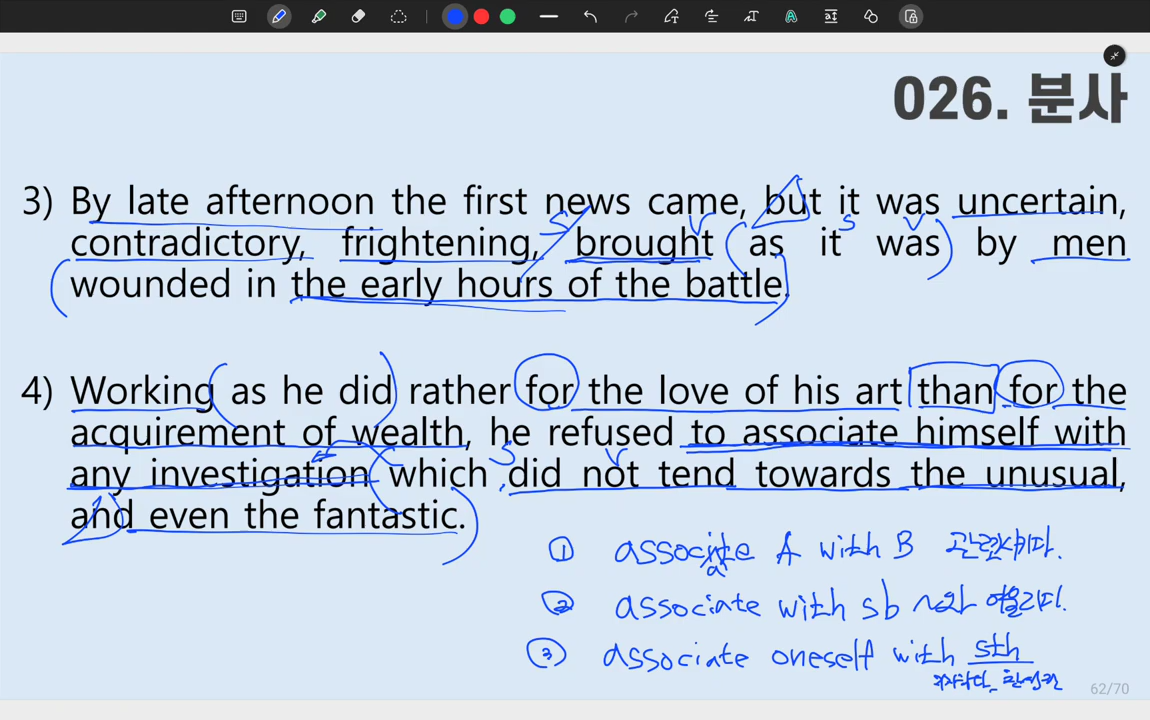 026. 분사
3) By late afternoon the first news came, but it was uncertain,
contradictory, frightening, brought as it was by men
wounded in the early hours of the battle.
4) Working as he did rather for the love of his art than for the
acquirement of wealth, he refused to associate himself with
any investigation which did not tend towards the unusual,
and even the fantastic.
① associate A with B 관련시키다.
② associate with sb ~와 어울리다.
③ associate oneself with sth
62/70